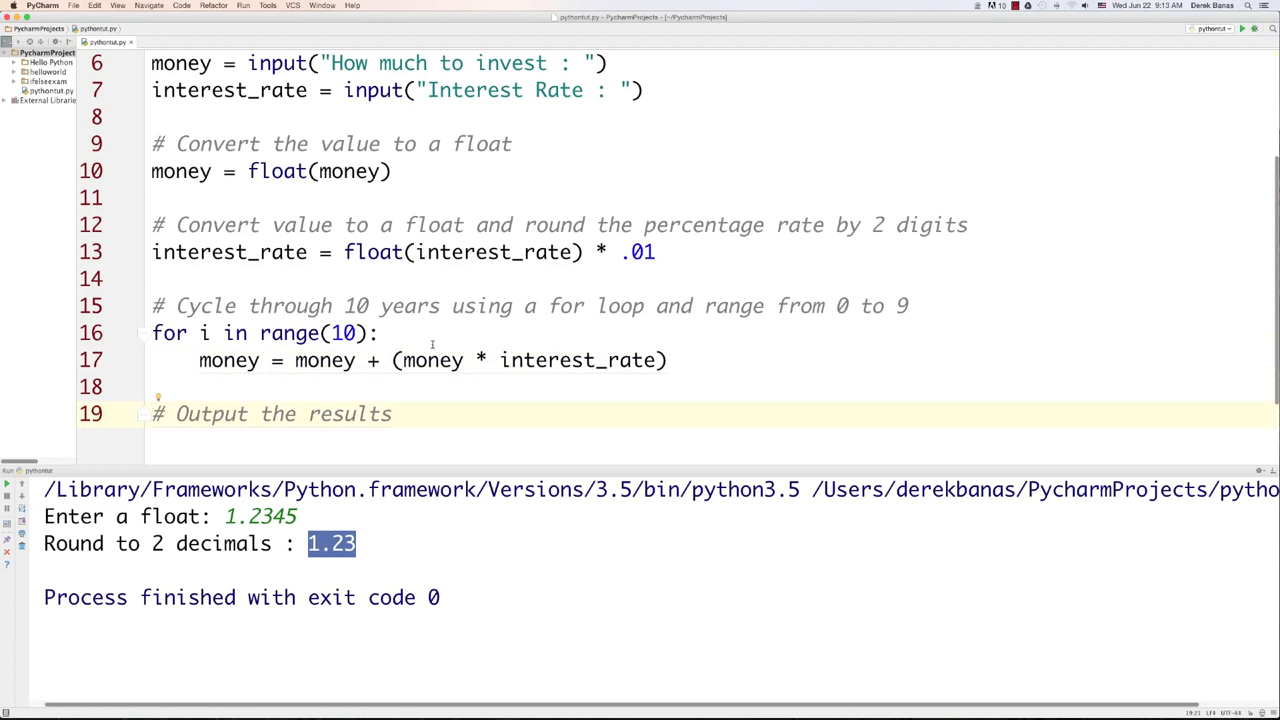 PyCharm File Edit View Navigate Code Refactor Run Tools VCS Window Help
10 Wed Jun 22 9:13 AM Derek Banas
pythontut.py - PycharmProjects - [~/PycharmProjects]
PycharmProjects pythontut.py
pythontut
pythontut.py
PycharmProject
Hello Python
helloworld
ifelseexam
pythontut.py
External Librarie
6 money = input("How much to invest : ")
7 interest_rate = input("Interest Rate : ")
8
9 # Convert the value to a float
10 money = float(money)
11
12 # Convert value to a float and round the percentage rate by 2 digits
13 interest_rate = float(interest_rate) * .01
14
15 # Cycle through 10 years using a for loop and range from 0 to 9
16 for i in range(10):
17 money = money + (money * interest_rate)
18
19 # Output the results
Run pythontut
/Library/Frameworks/Python.framework/Versions/3.5/bin/python3.5 /Users/derekbanas/PycharmProjects/pytho
Enter a float: 1.2345
Round to 2 decimals : 1.23
Process finished with exit code 0
19:21 LF÷ UTF-8÷